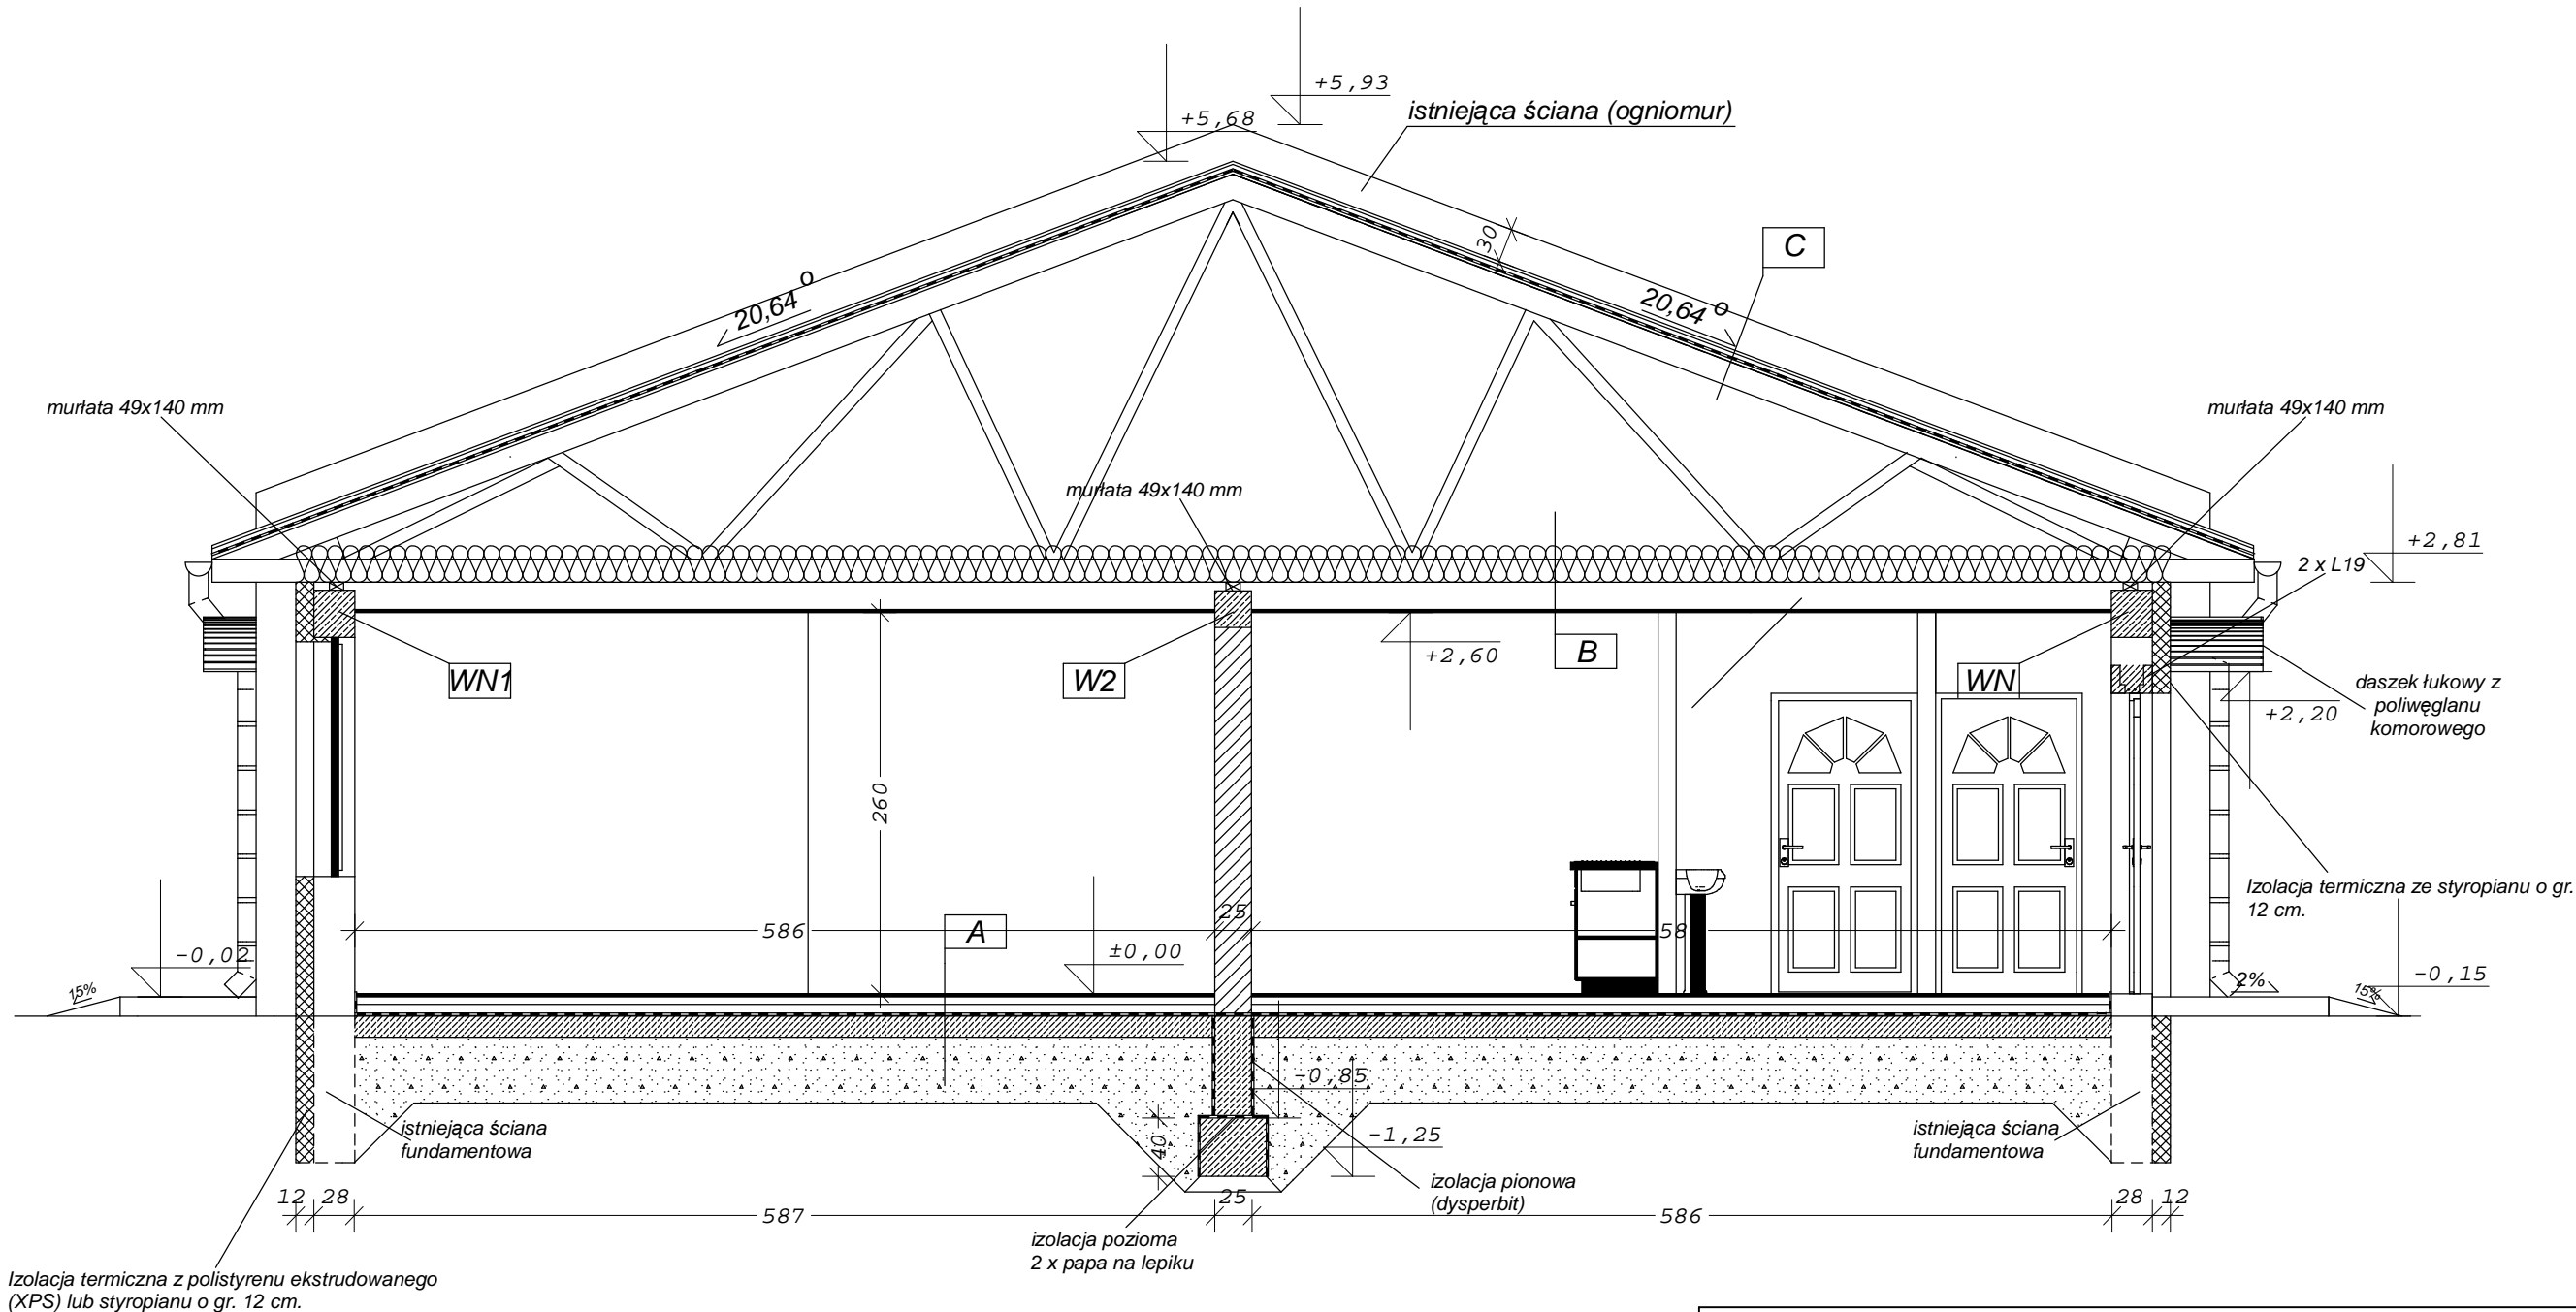 +5,93
+5,68
istniejąca ściana (ogniomur)
30
C
20,64 o
20,64 o
murłata 49x140 mm
murłata 49x140 mm
murłata 49x140 mm
+2,81
2 x L19
+2,60
B
WN1
W2
WN
+2,20
daszek łukowy z
poliwęglanu
komorowego
260
Izolacja termiczna ze styropianu o gr.
12 cm.
25
586
A
-0,02
±0,00
-0,15
15%
2%
15%
-0,85
istniejąca ściana
fundamentowa
40
-1,25
istniejąca ściana
fundamentowa
izolacja pionowa
(dysperbit)
12 28
587
25
586
28 12
izolacja pozioma
2 x papa na lepiku
Izolacja termiczna z polistyrenu ekstrudowanego
(XPS) lub styropianu o gr. 12 cm.